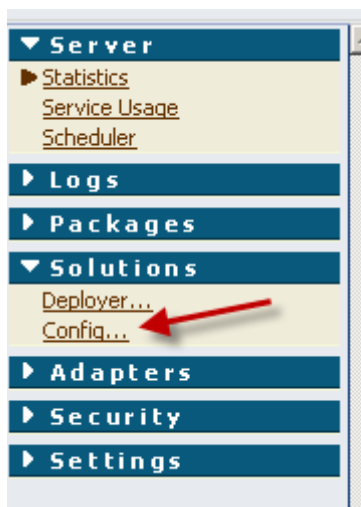 Server
Statistics
Service Usage
Scheduler
Logs
Packages
Solutions
Deployer...
Config...
Adapters
Security
Settings